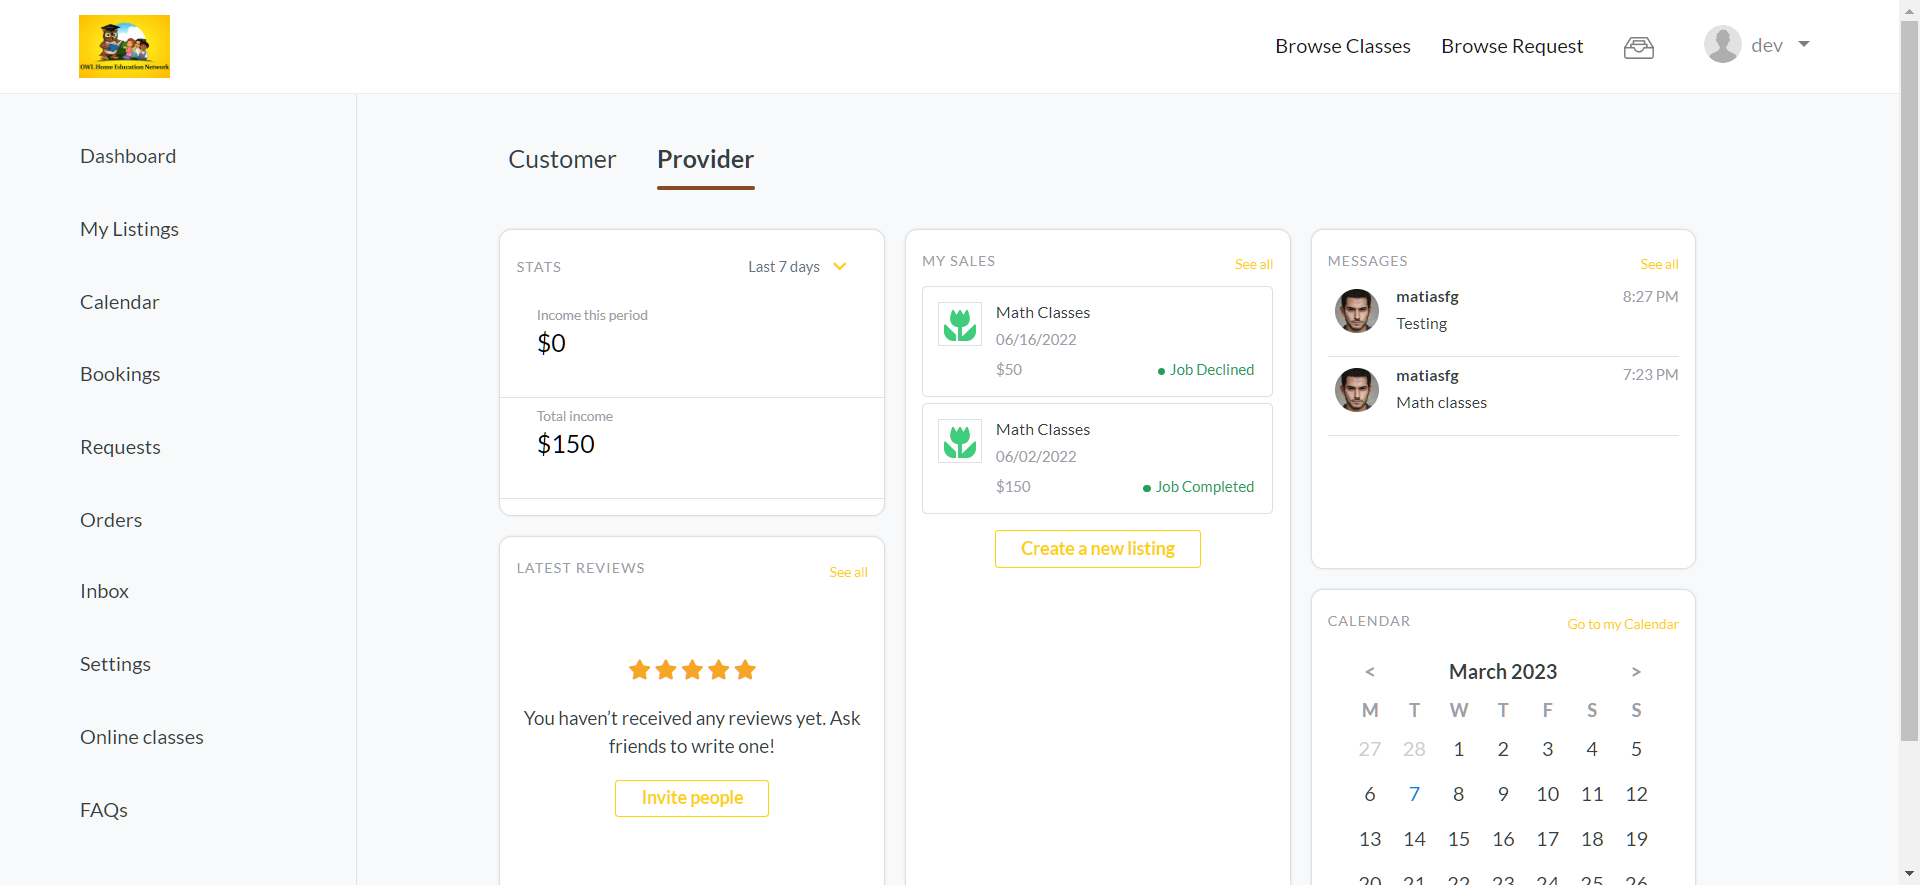 OWL Home Education Network
Browse Classes
Browse Request
dev
Dashboard
My Listings
Calendar
Bookings
Requests
Orders
Inbox
Settings
Online classes
FAQs
Customer
Provider
STATS
Last 7 days
Income this period
$0
Total income
$150
LATEST REVIEWS
See all
You haven’t received any reviews yet. Ask
friends to write one!
Invite people
MY SALES
See all
Math Classes
06/16/2022
$50
Job Declined
Math Classes
06/02/2022
$150
Job Completed
Create a new listing
MESSAGES
See all
matiasfg
8:27 PM
Testing
matiasfg
7:23 PM
Math classes
CALENDAR
Go to my Calendar
< March 2023 >
M T W T F S S
27 28 1 2 3 4 5
6 7 8 9 10 11 12
13 14 15 16 17 18 19
20 21 22 23 24 25 26